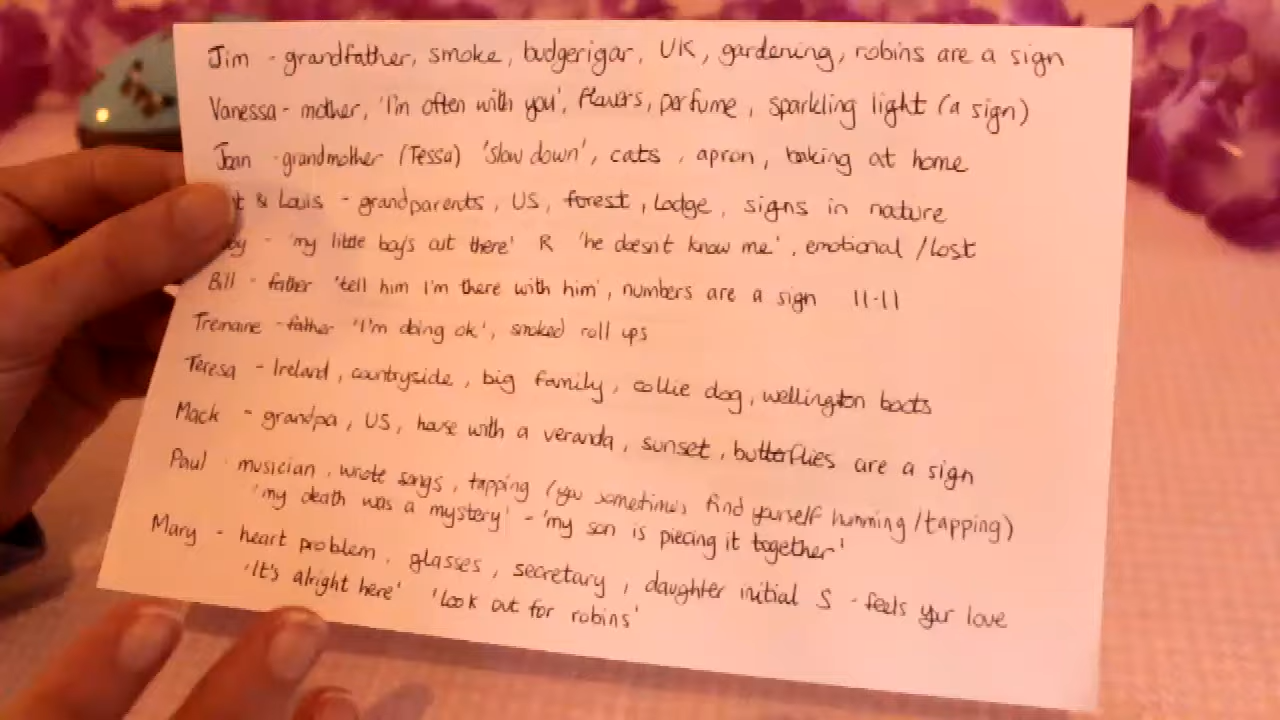 Jim - grandfather, smoke, budgerigar, UK, gardening, robins are a sign
Vanessa - mother, 'I'm often with you', flowers, perfume, sparkling light (a sign)
Joan - grandmother (Tessa) 'slow down', cats, apron, baking at home
& Louis - grandparents, US, forest, Lodge, signs in nature
- 'my little boy's out there' R 'he doesn't know me', emotional / lost
Bill - father 'tell him I'm there with him', numbers are a sign 11-11
Tremaine - father 'I'm doing ok', smoked roll ups
Teresa - Ireland, countryside, big family, collie dog, wellington boots
Mack - grandpa, US, house with a veranda, sunset, butterflies are a sign
Paul - musician, wrote songs, tapping (you sometimes find yourself humming/tapping)
'my death was a mystery' - 'my son is piecing it together'
Mary - heart problem, glasses, secretary, daughter initial S - feels your love
'It's alright here' 'look out for robins'